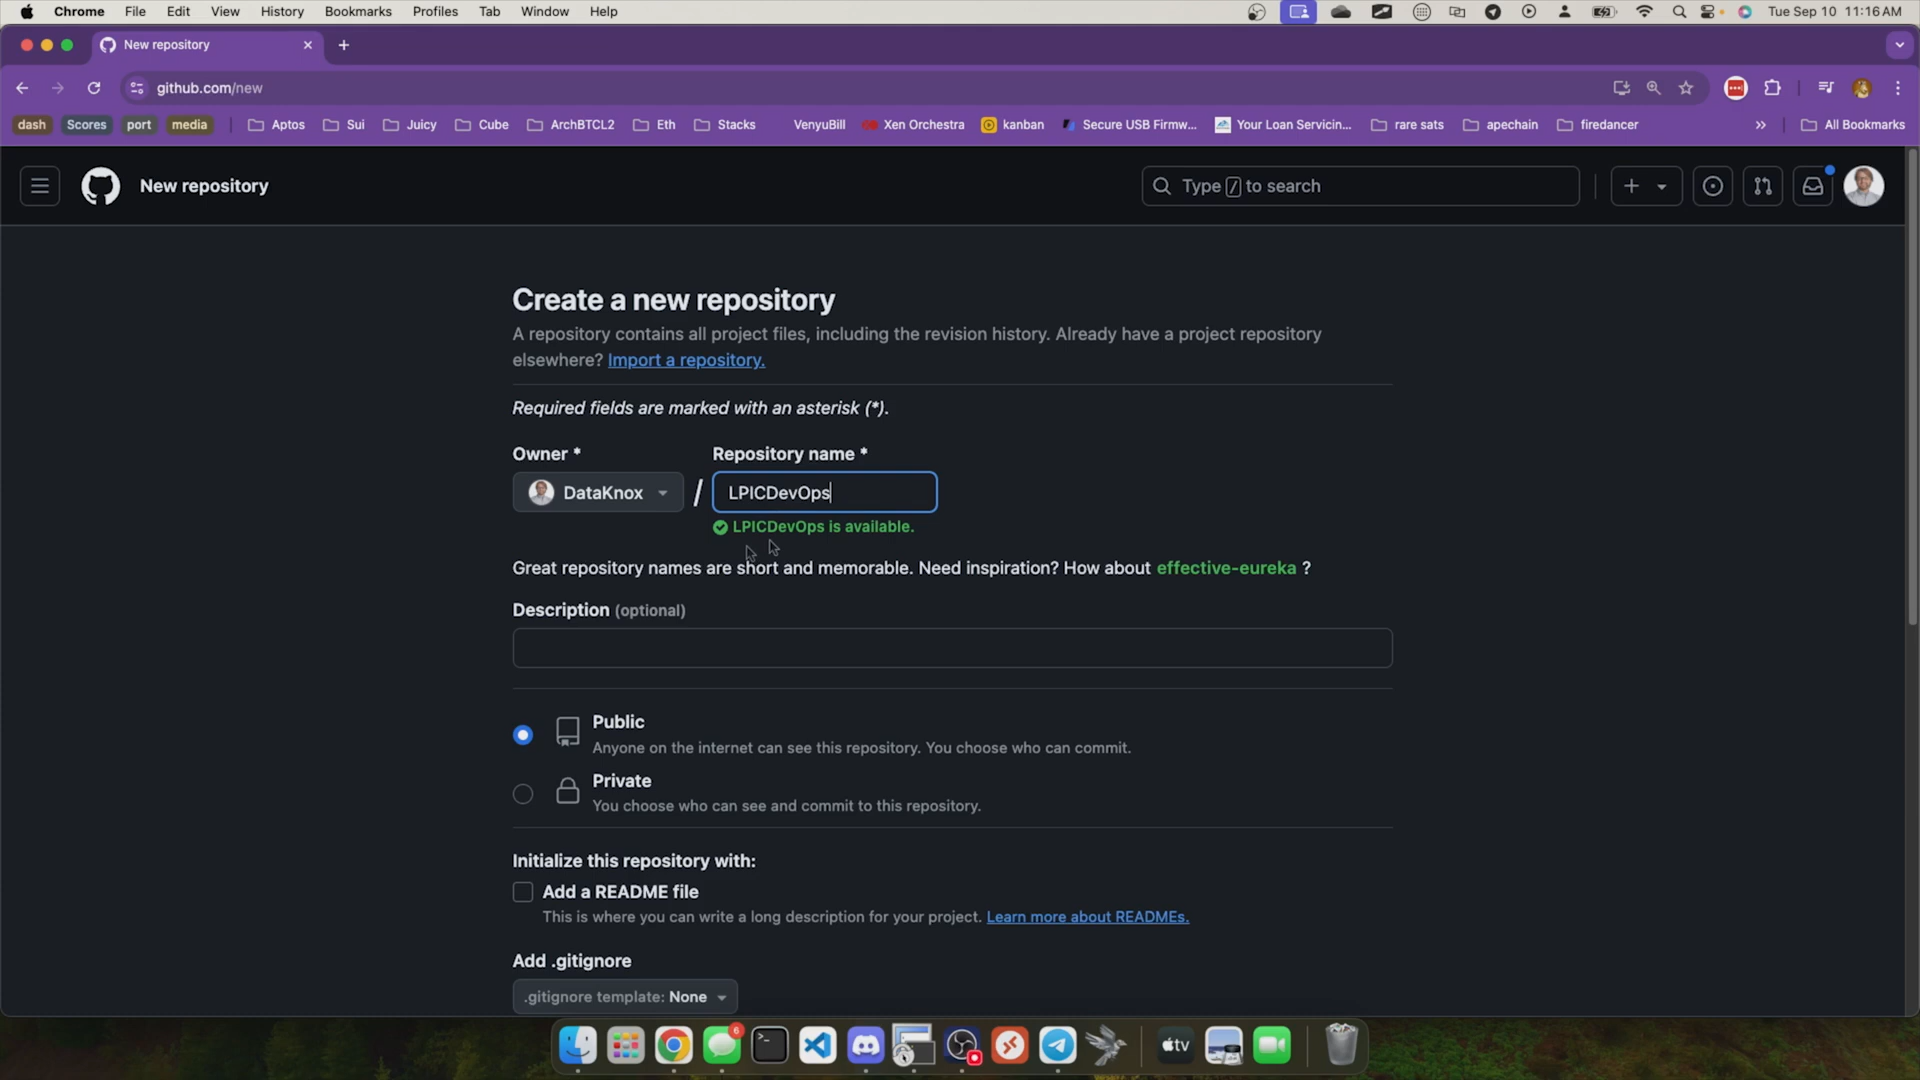 Chrome File Edit View History Bookmarks Profiles Tab Window Help Tue Sep 10 11:16 AM
New repository
github.com/new
dash Scores port media Aptos Sui Juicy Cube ArchBTCL2 Eth Stacks VenyuBill Xen Orchestra kanban Secure USB Firmw... Your Loan Servicin... rare sats apechain firedancer » All Bookmarks
New repository Type / to search
Create a new repository
A repository contains all project files, including the revision history. Already have a project repository
elsewhere? Import a repository.
Required fields are marked with an asterisk (*).
Owner * Repository name *
DataKnox / LPICDevOps
LPICDevOps is available.
Great repository names are short and memorable. Need inspiration? How about effective-eureka ?
Description (optional)
Public
Anyone on the internet can see this repository. You choose who can commit.
Private
You choose who can see and commit to this repository.
Initialize this repository with:
Add a README file
This is where you can write a long description for your project. Learn more about READMEs.
Add .gitignore
.gitignore template: None
6
tv